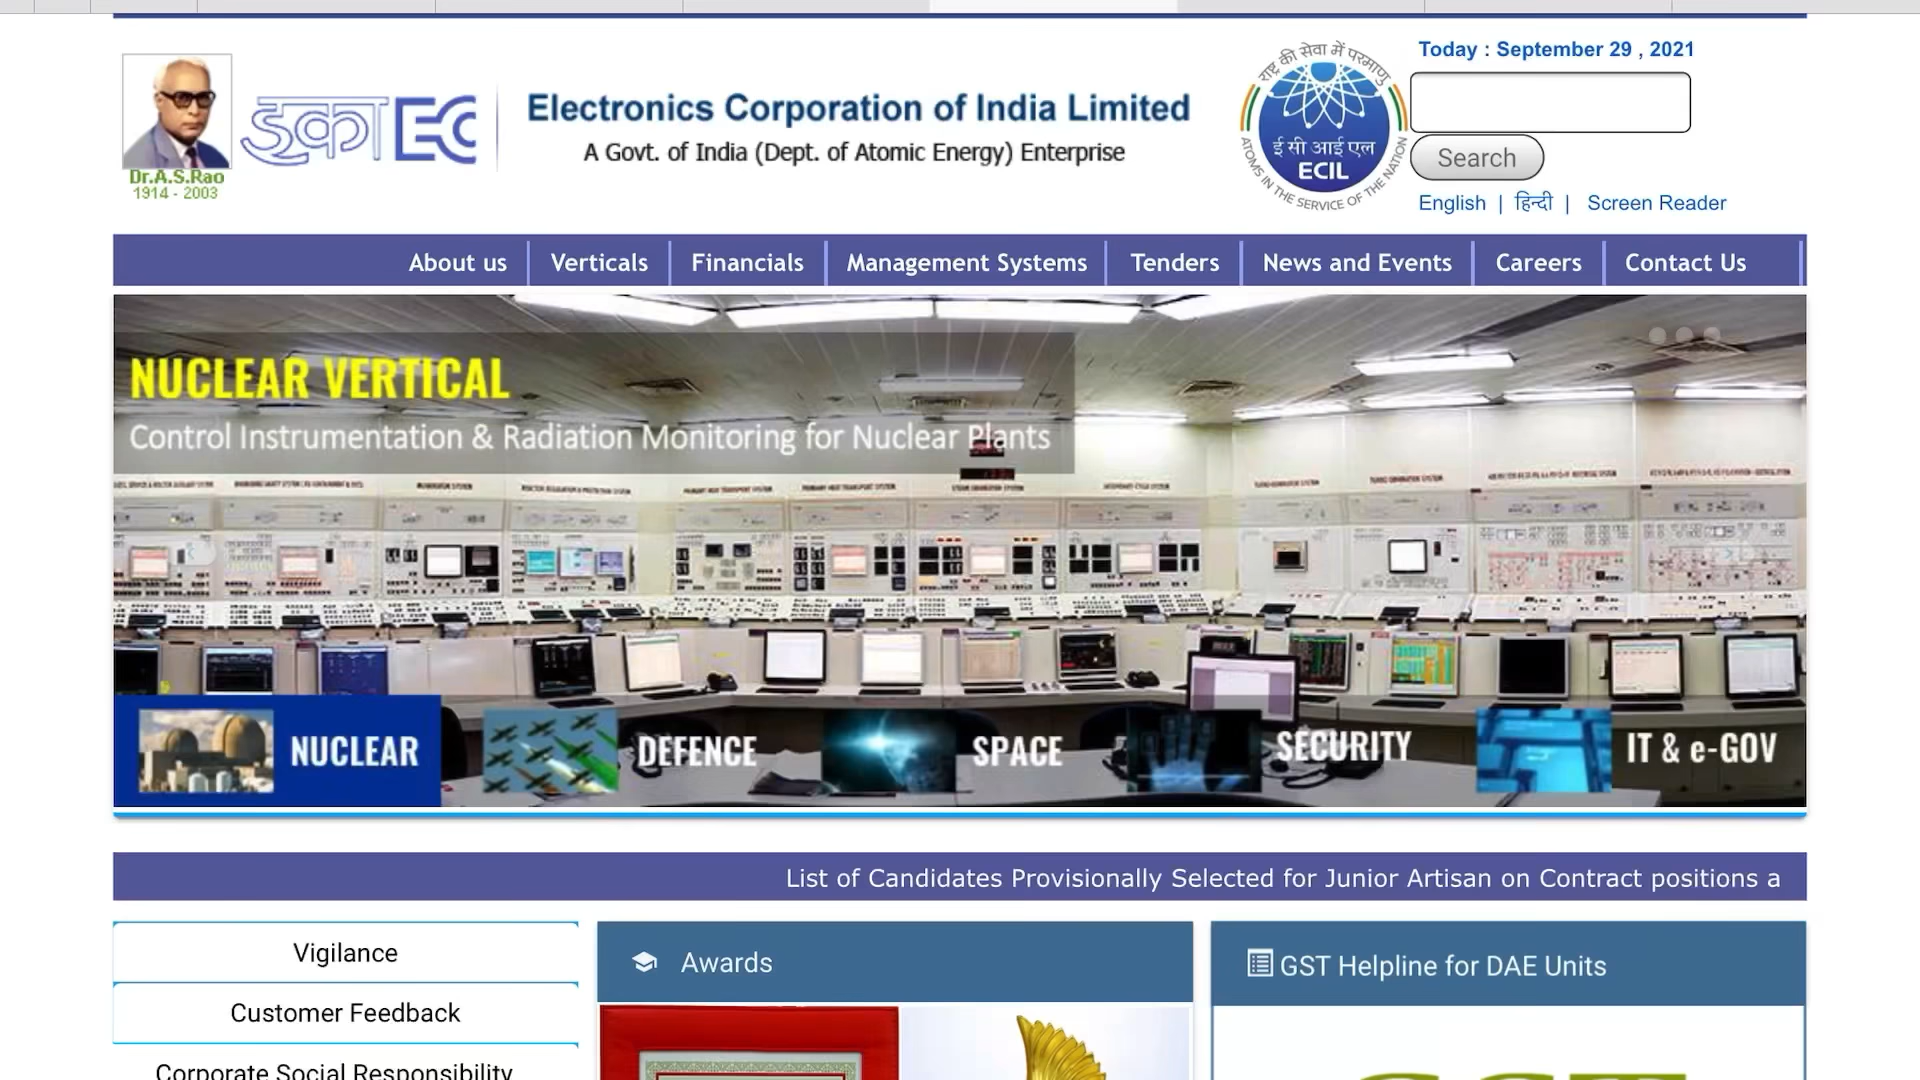 Dr.A.S.Rao
1914 - 2003
Electronics Corporation of India Limited
A Govt. of India (Dept. of Atomic Energy) Enterprise
राष्ट्र की सेवा में परमाणु
ई सी आई एल
ECIL
ATOMS IN THE SERVICE OF THE NATION
Today : September 29 , 2021
Search
English | हिन्दी | Screen Reader
About us
Verticals
Financials
Management Systems
Tenders
News and Events
Careers
Contact Us
NUCLEAR VERTICAL
Control Instrumentation & Radiation Monitoring for Nuclear Plants
NUCLEAR
DEFENCE
SPACE
SECURITY
IT & e-GOV
List of Candidates Provisionally Selected for Junior Artisan on Contract positions a
Vigilance
Customer Feedback
Corporate Social Responsibility
Awards
GST Helpline for DAE Units